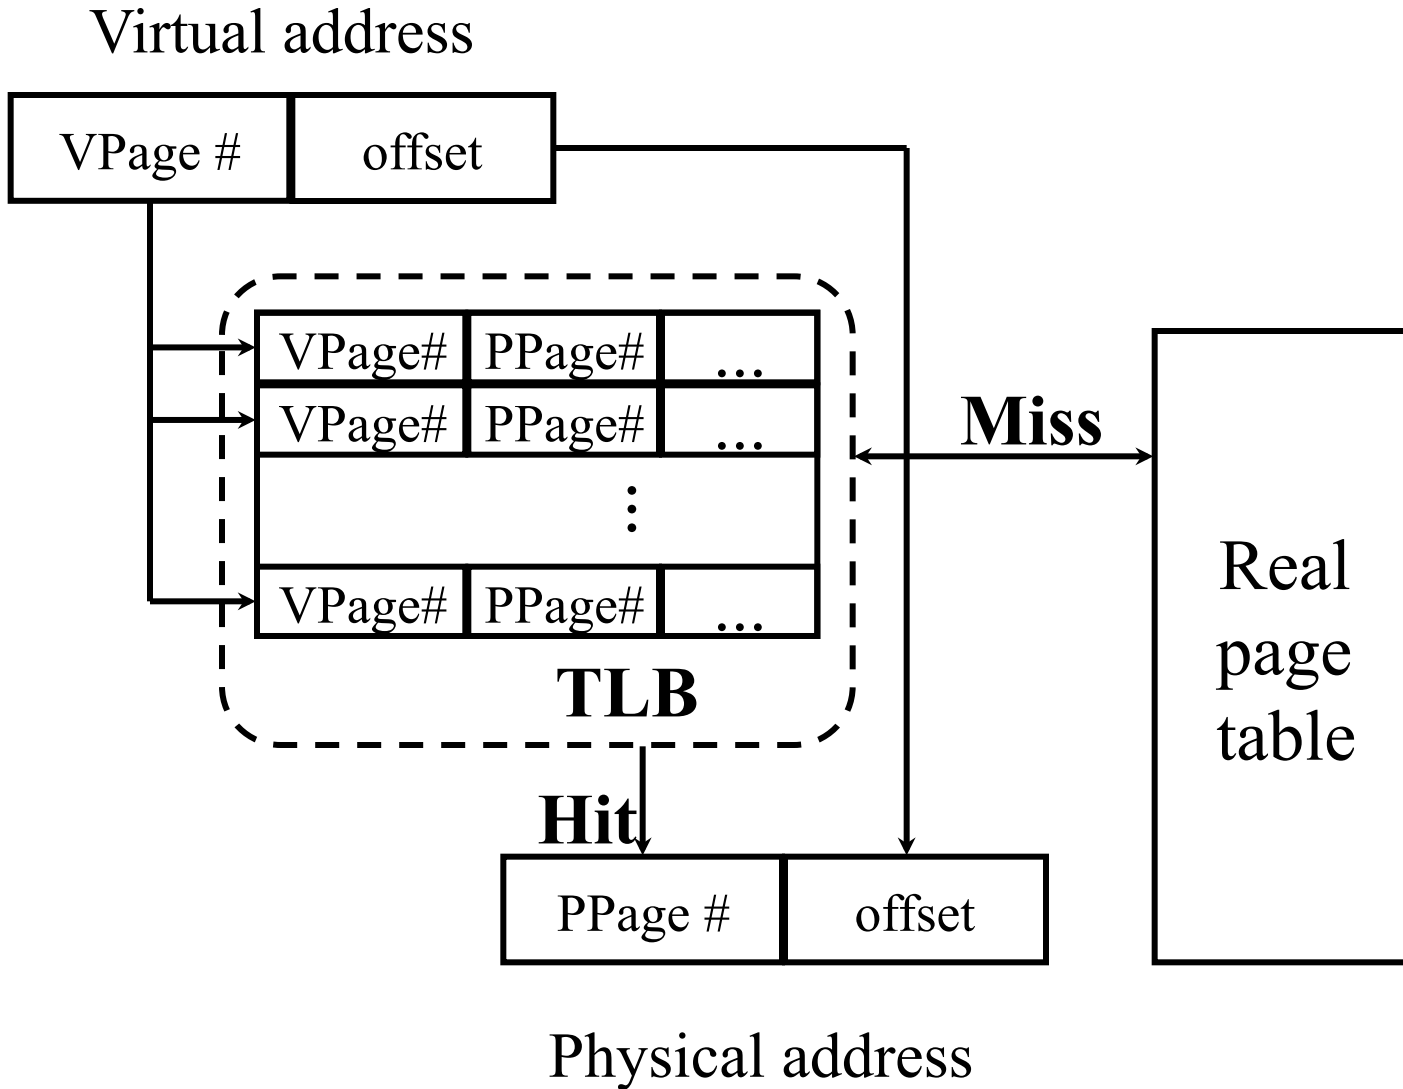 Virtual address
VPage # offset
VPage# PPage# ...
VPage# PPage# ...
Miss
⋮
VPage# PPage# ...
Real
page
table
TLB
Hit
PPage # offset
Physical address